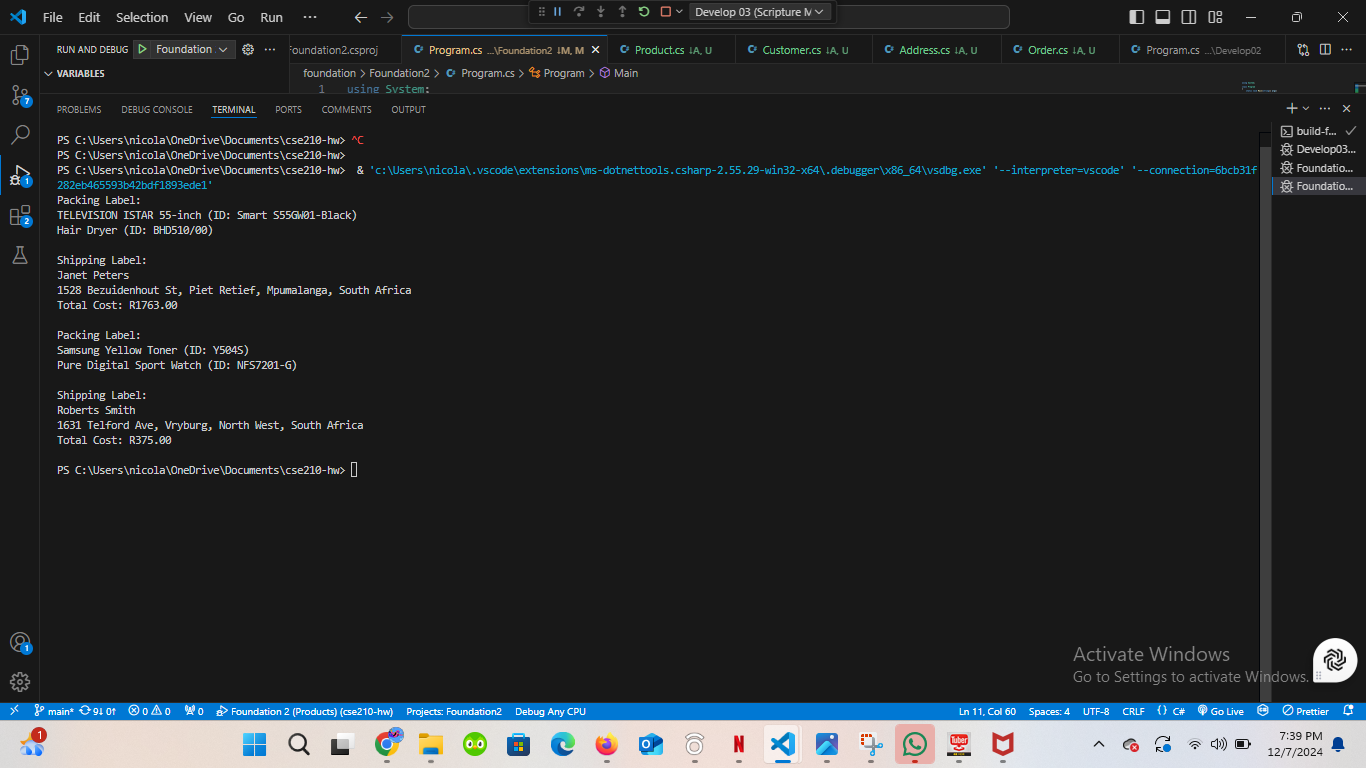 File Edit Selection View Go Run ···
Develop 03 (Scripture M
RUN AND DEBUG Foundation
oundation2.csproj
Program.cs ...\Foundation2 ↓M, M
Product.cs ↓A, U
Customer.cs ↓A, U
Address.cs ↓A, U
Order.cs ↓A, U
Program.cs ...\Develop02
VARIABLES
foundation > Foundation2 > Program.cs > Program > Main
1 using System;
PROBLEMS DEBUG CONSOLE TERMINAL PORTS COMMENTS OUTPUT
PS C:\Users\nicola\OneDrive\Documents\cse210-hw> ^C
PS C:\Users\nicola\OneDrive\Documents\cse210-hw>
PS C:\Users\nicola\OneDrive\Documents\cse210-hw> & 'c:\Users\nicola\.vscode\extensions\ms-dotnettools.csharp-2.55.29-win32-x64\.debugger\x86_64\vsdbg.exe' '--interpreter=vscode' '--connection=6bcb31f
282eb465593b42bdf1893ede1'
Packing Label:
TELEVISION ISTAR 55-inch (ID: Smart S55GW01-Black)
Hair Dryer (ID: BHD510/00)
Shipping Label:
Janet Peters
1528 Bezuidenhout St, Piet Retief, Mpumalanga, South Africa
Total Cost: R1763.00
Packing Label:
Samsung Yellow Toner (ID: Y504S)
Pure Digital Sport Watch (ID: NFS7201-G)
Shipping Label:
Roberts Smith
1631 Telford Ave, Vryburg, North West, South Africa
Total Cost: R375.00
PS C:\Users\nicola\OneDrive\Documents\cse210-hw>
build-f...
Develop03...
Foundatio...
Foundatio...
7
1
2
1
Activate Windows
Go to Settings to activate Windows.
main* 9↓ 0↑ 0 0 0 Foundation 2 (Products) (cse210-hw) Projects: Foundation2 Debug Any CPU
Ln 11, Col 60 Spaces: 4 UTF-8 CRLF {} C# Go Live Prettier
1
N
Tuber
7:39 PM
12/7/2024